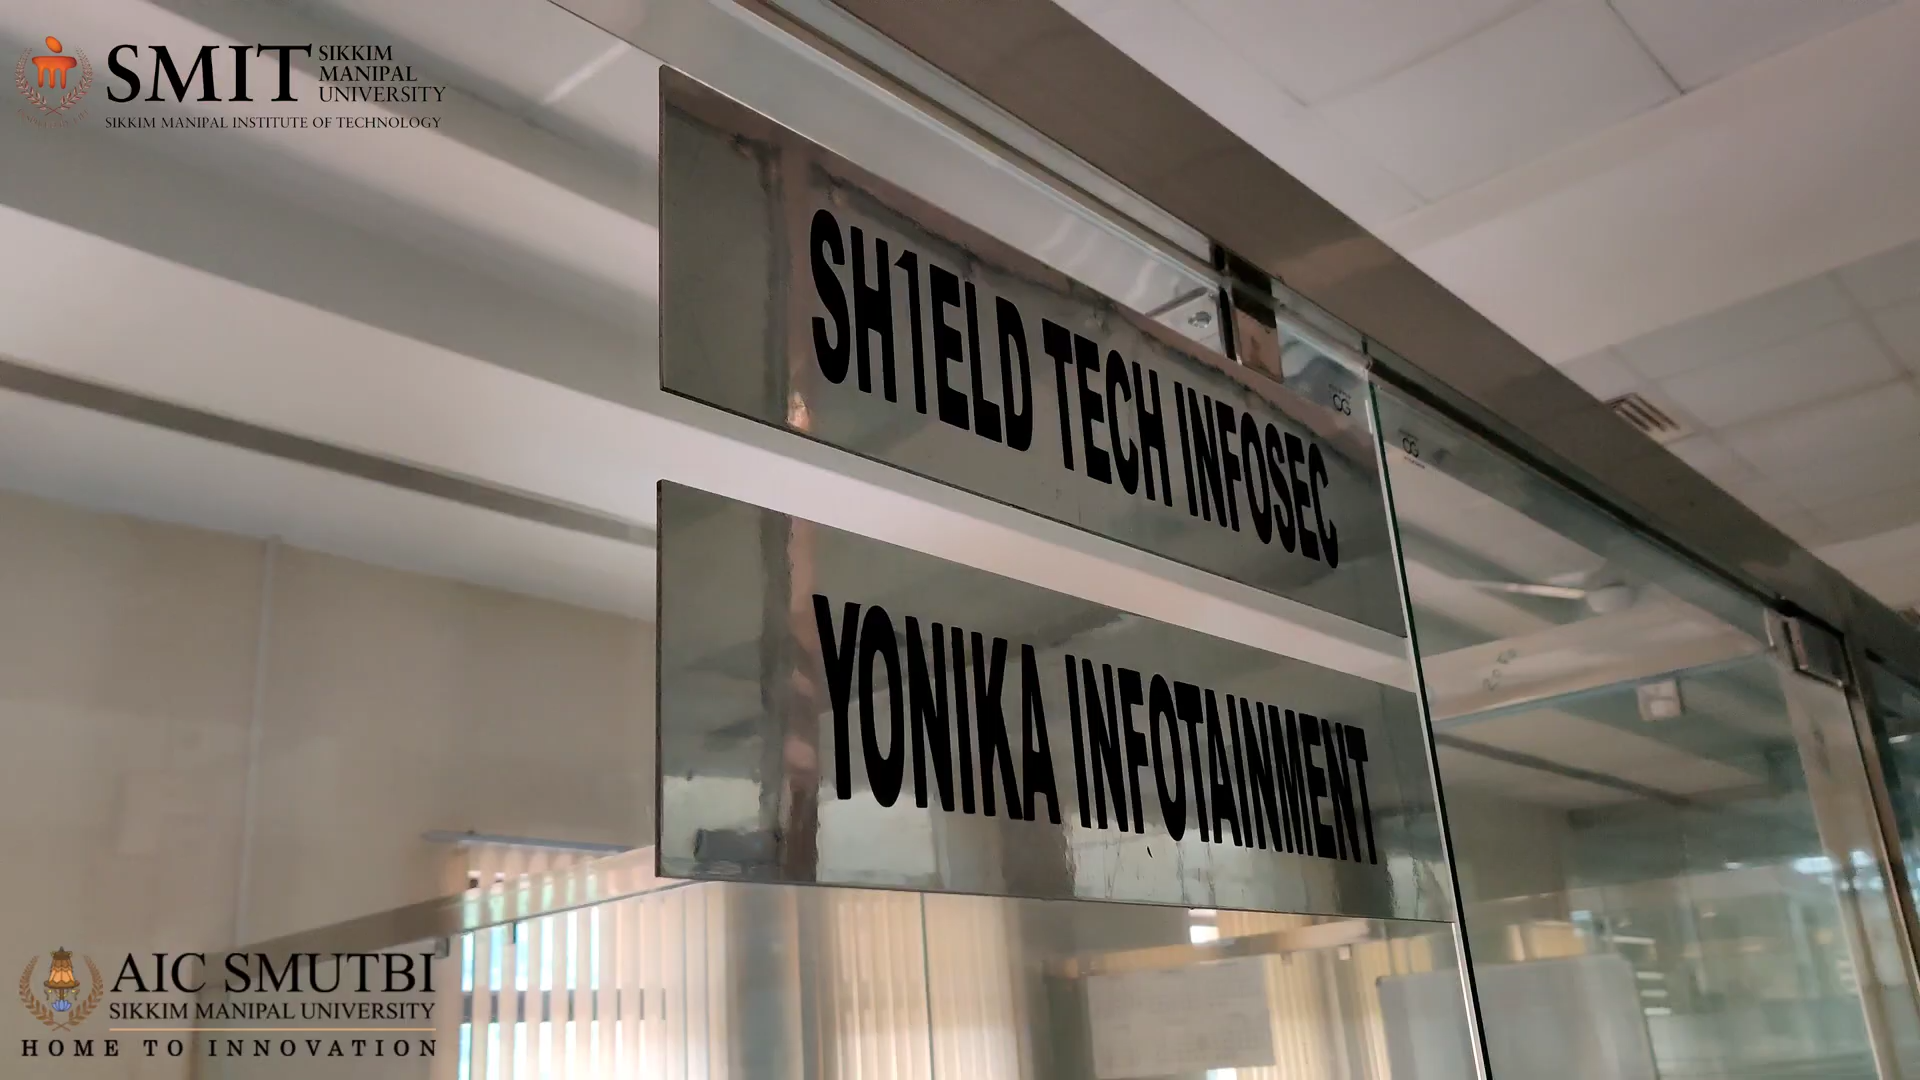 SMIT
SIKKIM
MANIPAL
UNIVERSITY
SIKKIM MANIPAL INSTITUTE OF TECHNOLOGY
SH1ELD TECH INFOSEC
YONIKA INFOTAINMENT
AIC SMUTBI
SIKKIM MANIPAL UNIVERSITY
HOME TO INNOVATION